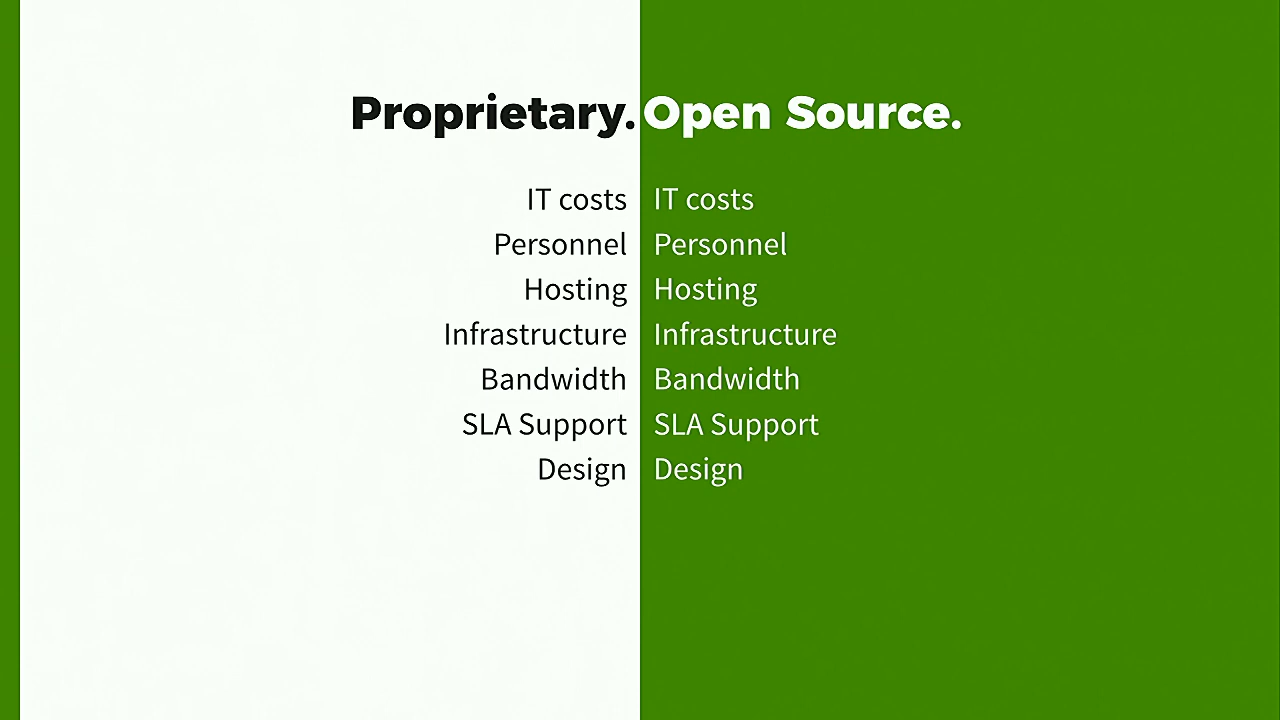 Proprietary.
IT costs
Personnel
Hosting
Infrastructure
Bandwidth
SLA Support
Design
Open Source.
IT costs
Personnel
Hosting
Infrastructure
Bandwidth
SLA Support
Design